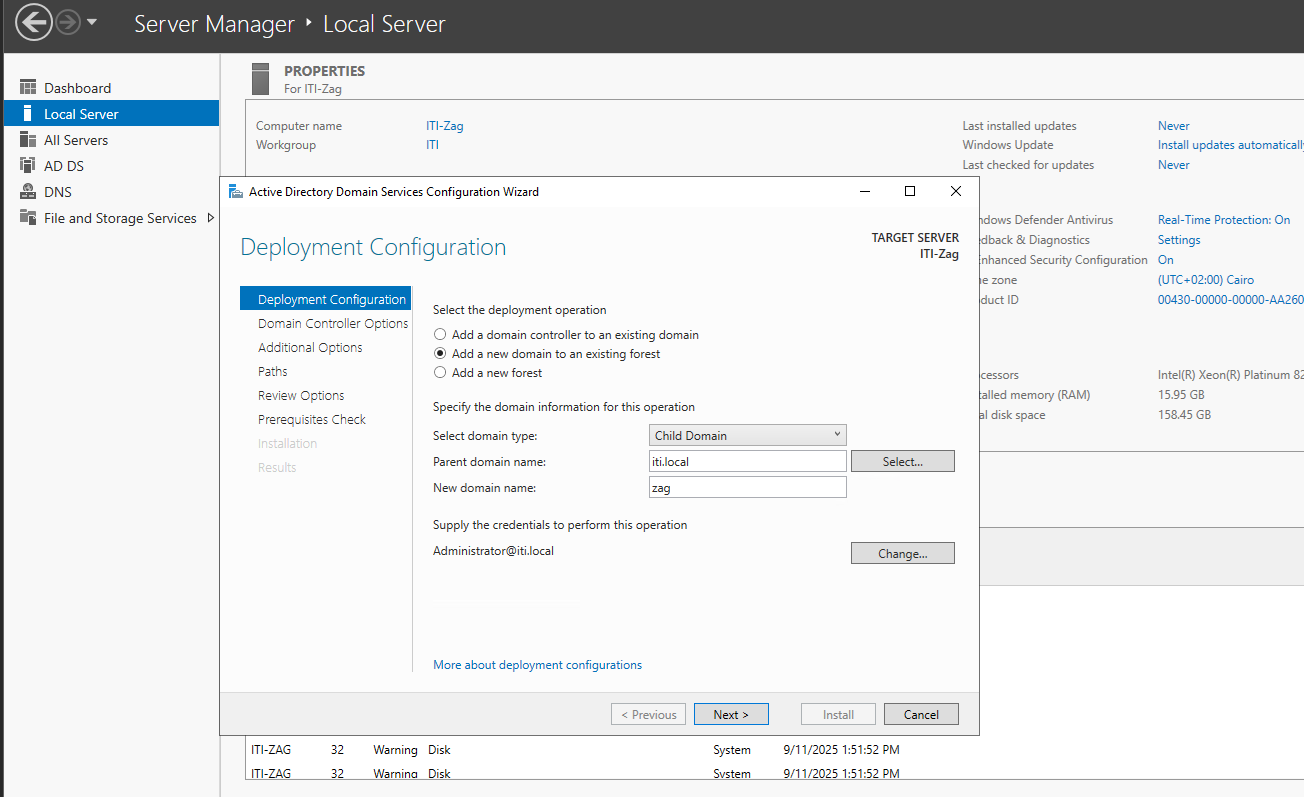 Server Manager ‣ Local Server
Dashboard
Local Server
All Servers
AD DS
DNS
File and Storage Services
PROPERTIES
For ITI-Zag
Computer name ITI-Zag
Workgroup ITI
Last installed updates Never
Windows Update Install updates automatically
Last checked for updates Never
ndows Defender Antivirus Real-Time Protection: On
edback & Diagnostics Settings
Enhanced Security Configuration On
ne zone (UTC+02:00) Cairo
duct ID 00430-00000-00000-AA260
cessors Intel(R) Xeon(R) Platinum 82
talled memory (RAM) 15.95 GB
al disk space 158.45 GB
Active Directory Domain Services Configuration Wizard
Deployment Configuration
TARGET SERVER
ITI-Zag
Deployment Configuration
Domain Controller Options
Additional Options
Paths
Review Options
Prerequisites Check
Installation
Results
Select the deployment operation
Add a domain controller to an existing domain
Add a new domain to an existing forest
Add a new forest
Specify the domain information for this operation
Select domain type: Child Domain
Parent domain name: iti.local Select...
New domain name: zag
Supply the credentials to perform this operation
Administrator@iti.local Change...
More about deployment configurations
< Previous Next > Install Cancel
ITI-ZAG 32 Warning Disk System 9/11/2025 1:51:52 PM
ITI-ZAG 32 Warning Disk System 9/11/2025 1:51:52 PM